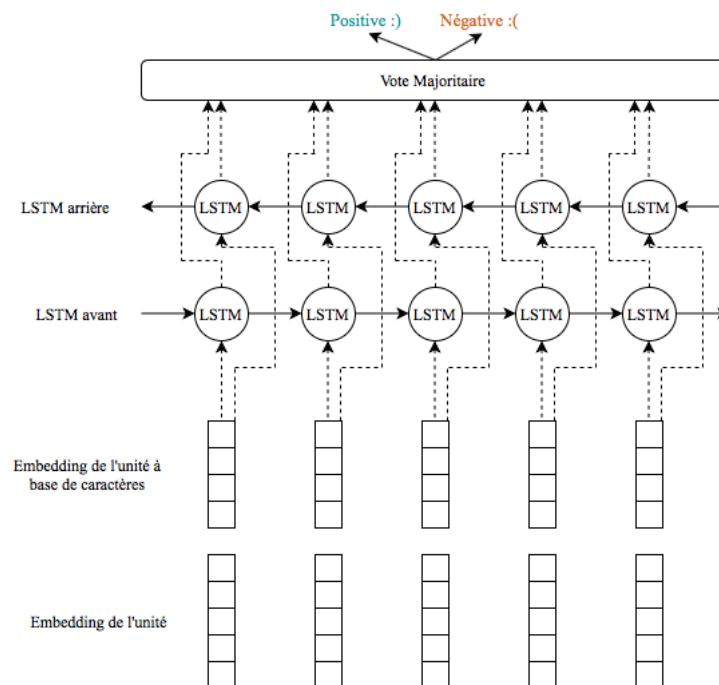 Positive :) Négative :(
Vote Majoritaire
LSTM arrière LSTM LSTM LSTM LSTM LSTM
LSTM avant LSTM LSTM LSTM LSTM LSTM
Embedding de l'unité à
base de caractères
Embedding de l'unité